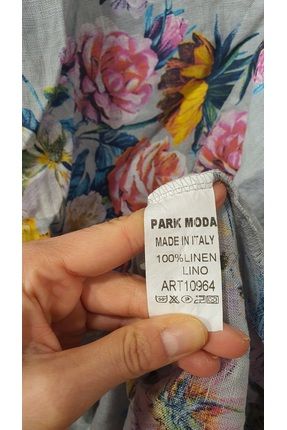 PARK MODA
MADE IN ITALY
100%LINEN
LINO
ART10964